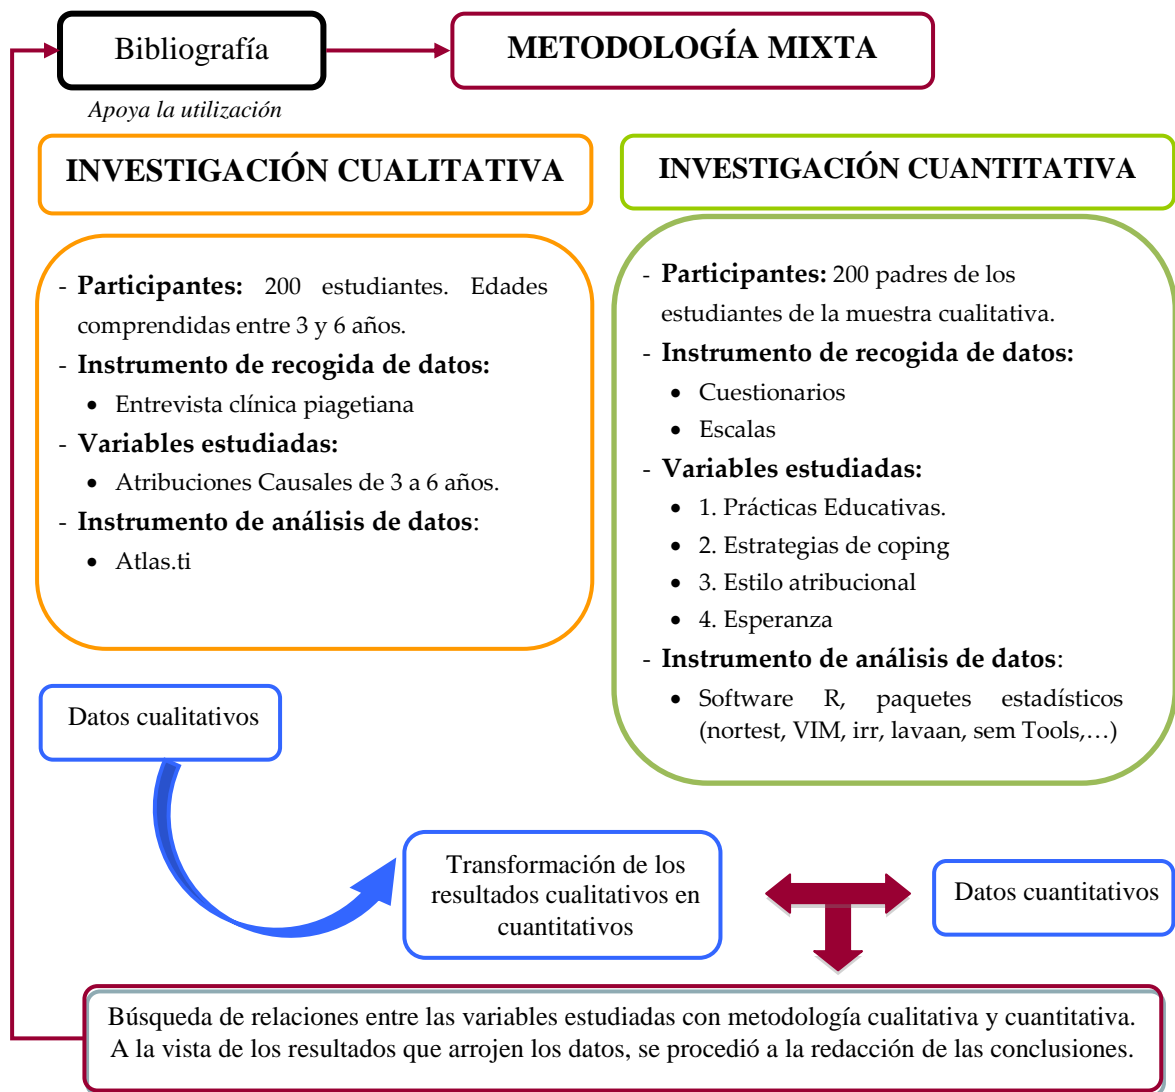 Bibliografía
METODOLOGÍA MIXTA
Apoya la utilización
INVESTIGACIÓN CUALITATIVA
- Participantes: 200 estudiantes. Edades
comprendidas entre 3 y 6 años.
- Instrumento de recogida de datos:
• Entrevista clínica piagetiana
- Variables estudiadas:
• Atribuciones Causales de 3 a 6 años.
- Instrumento de análisis de datos:
• Atlas.ti
INVESTIGACIÓN CUANTITATIVA
- Participantes: 200 padres de los
estudiantes de la muestra cualitativa.
- Instrumento de recogida de datos:
• Cuestionarios
• Escalas
- Variables estudiadas:
• 1. Prácticas Educativas.
• 2. Estrategias de coping
• 3. Estilo atribucional
• 4. Esperanza
- Instrumento de análisis de datos:
• Software R, paquetes estadísticos
(nortest, VIM, irr, lavaan, sem Tools,…)
Datos cualitativos
Transformación de los
resultados cualitativos en
cuantitativos
Datos cuantitativos
Búsqueda de relaciones entre las variables estudiadas con metodología cualitativa y cuantitativa.
A la vista de los resultados que arrojen los datos, se procedió a la redacción de las conclusiones.